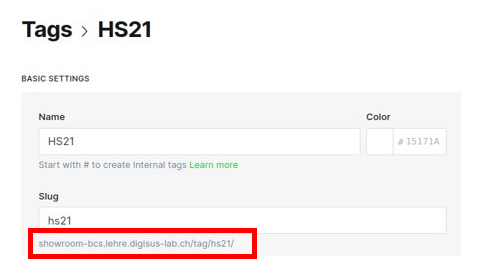 Tags > HS21
BASIC SETTINGS
Name
Color
HS21
# 15171A
Start with # to create internal tags Learn more
Slug
hs21
showroom-bcs.lehre.digisus-lab.ch/tag/hs21/